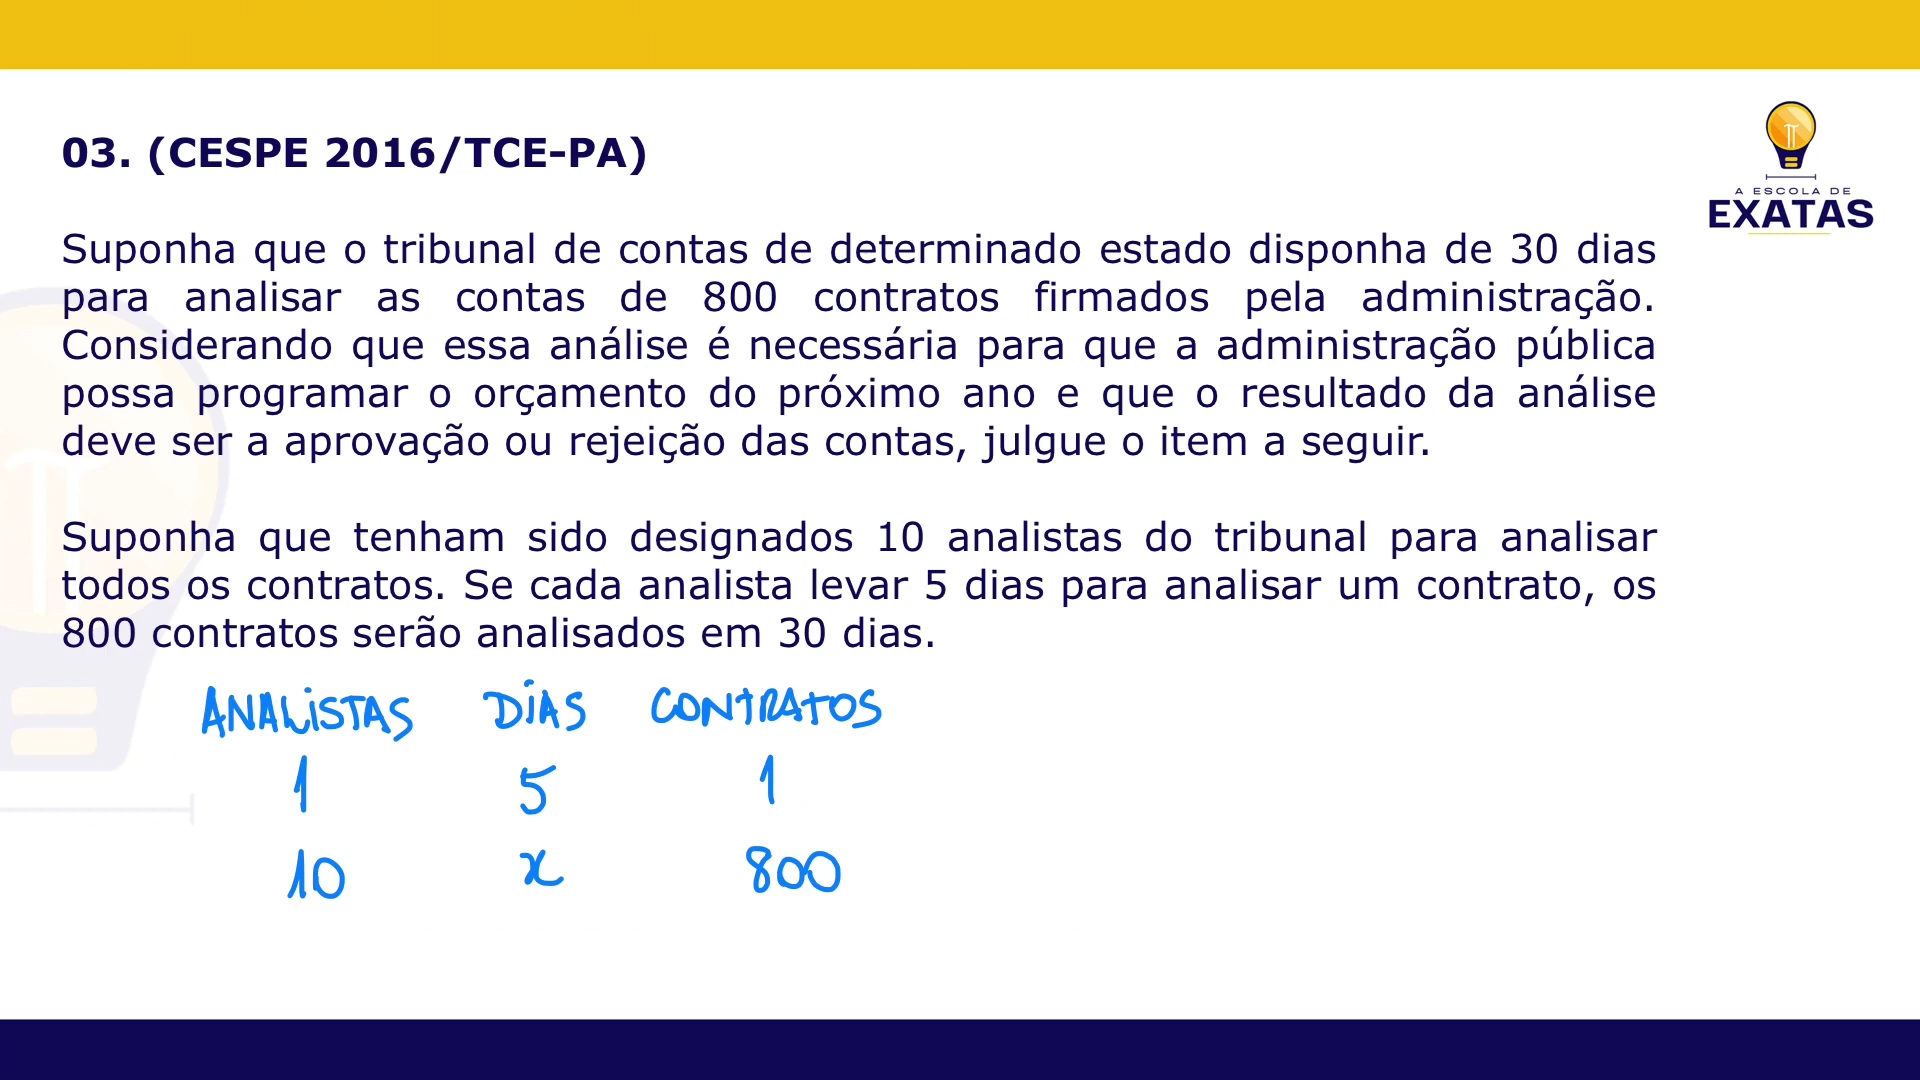 03. (CESPE 2016/TCE-PA)
A ESCOLA DE
EXATAS
Suponha que o tribunal de contas de determinado estado disponha de 30 dias
para analisar as contas de 800 contratos firmados pela administração.
Considerando que essa análise é necessária para que a administração pública
possa programar o orçamento do próximo ano e que o resultado da análise
deve ser a aprovação ou rejeição das contas, julgue o item a seguir.
Suponha que tenham sido designados 10 analistas do tribunal para analisar
todos os contratos. Se cada analista levar 5 dias para analisar um contrato, os
800 contratos serão analisados em 30 dias.
ANALISTAS DIAS CONTRATOS
1 5 1
10 x 800